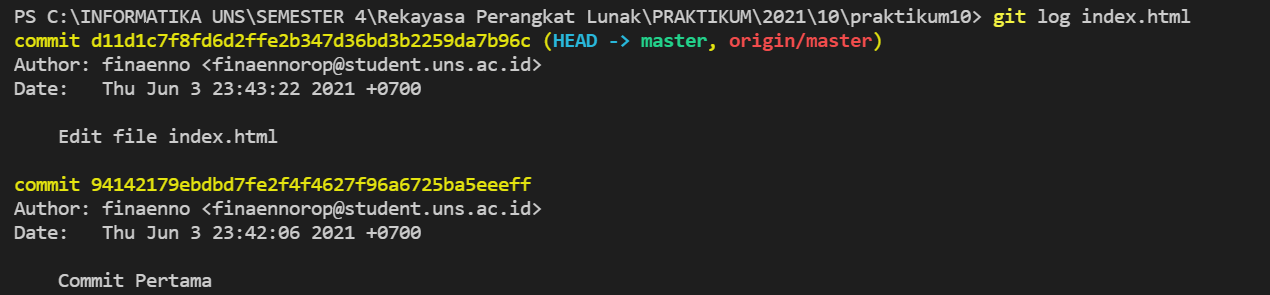 PS C:\INFORMATIKA UNS\SEMESTER 4\Rekayasa Perangkat Lunak\PRAKTIKUM\2021\10\praktikum10> git log index.html
commit d11d1c7f8fd6d2ffe2b347d36bd3b2259da7b96c (HEAD -> master, origin/master)
Author: finaenno <finaennorop@student.uns.ac.id>
Date:   Thu Jun 3 23:43:22 2021 +0700
    Edit file index.html
commit 94142179ebdbd7fe2f4f4627f96a6725ba5eeeff
Author: finaenno <finaennorop@student.uns.ac.id>
Date:   Thu Jun 3 23:42:06 2021 +0700
    Commit Pertama